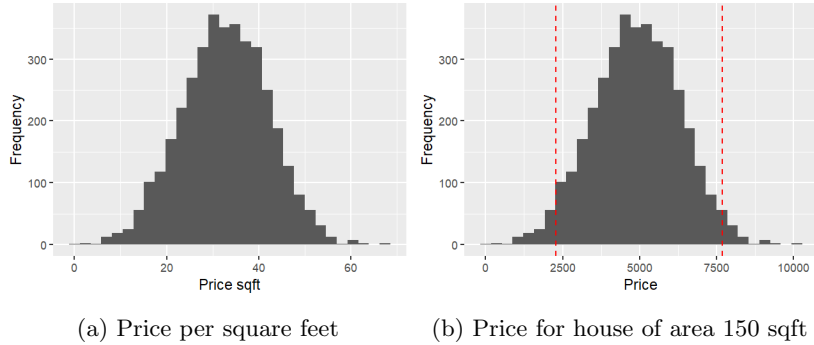 Frequency
300
200
100
0
0
20
40
60
Price sqft
(a) Price per square feet
Frequency
300
200
100
0
0
2500
5000
7500
10000
Price
(b) Price for house of area 150 sqft